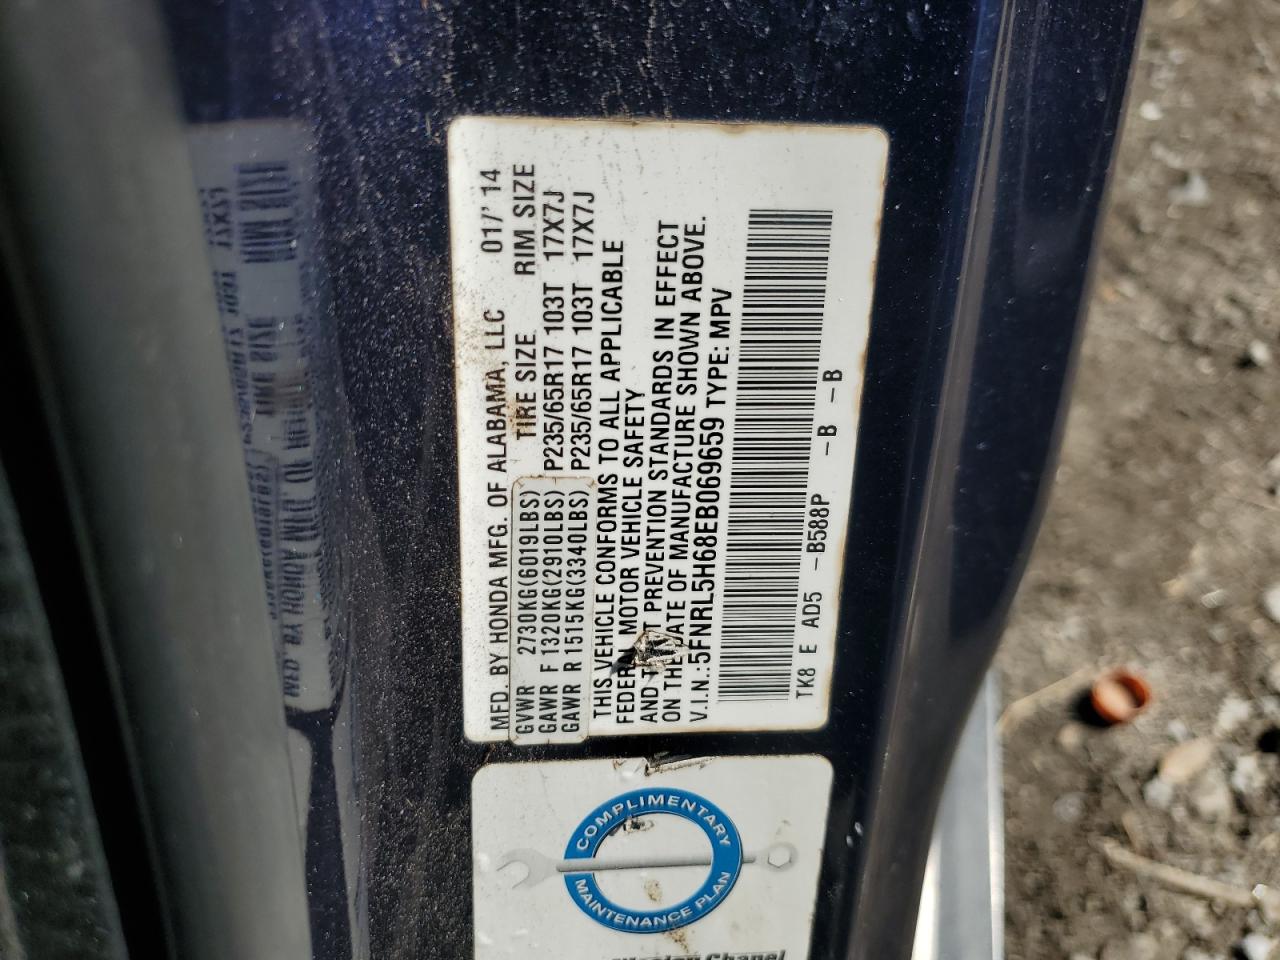 MFD. BY HONDA MFG. OF ALABAMA, LLC 01/'14
TIRE SIZE RIM SIZE
GVWR 2730KG(6019LBS)
GAWR F 1320KG(2910LBS) P235/65R17 103T 17X7J
GAWR R 1515KG(3340LBS) P235/65R17 103T 17X7J
THIS VEHICLE CONFORMS TO ALL APPLICABLE
FEDERAL MOTOR VEHICLE SAFETY
AND PREVENTION STANDARDS IN EFFECT
ON THE DATE OF MANUFACTURE SHOWN ABOVE.
V.I.N.:5FNRL5H68EB069659 TYPE: MPV
TK8 E AD5 -B588P -B -B
COMPLIMENTARY
MAINTENANCE PLAN